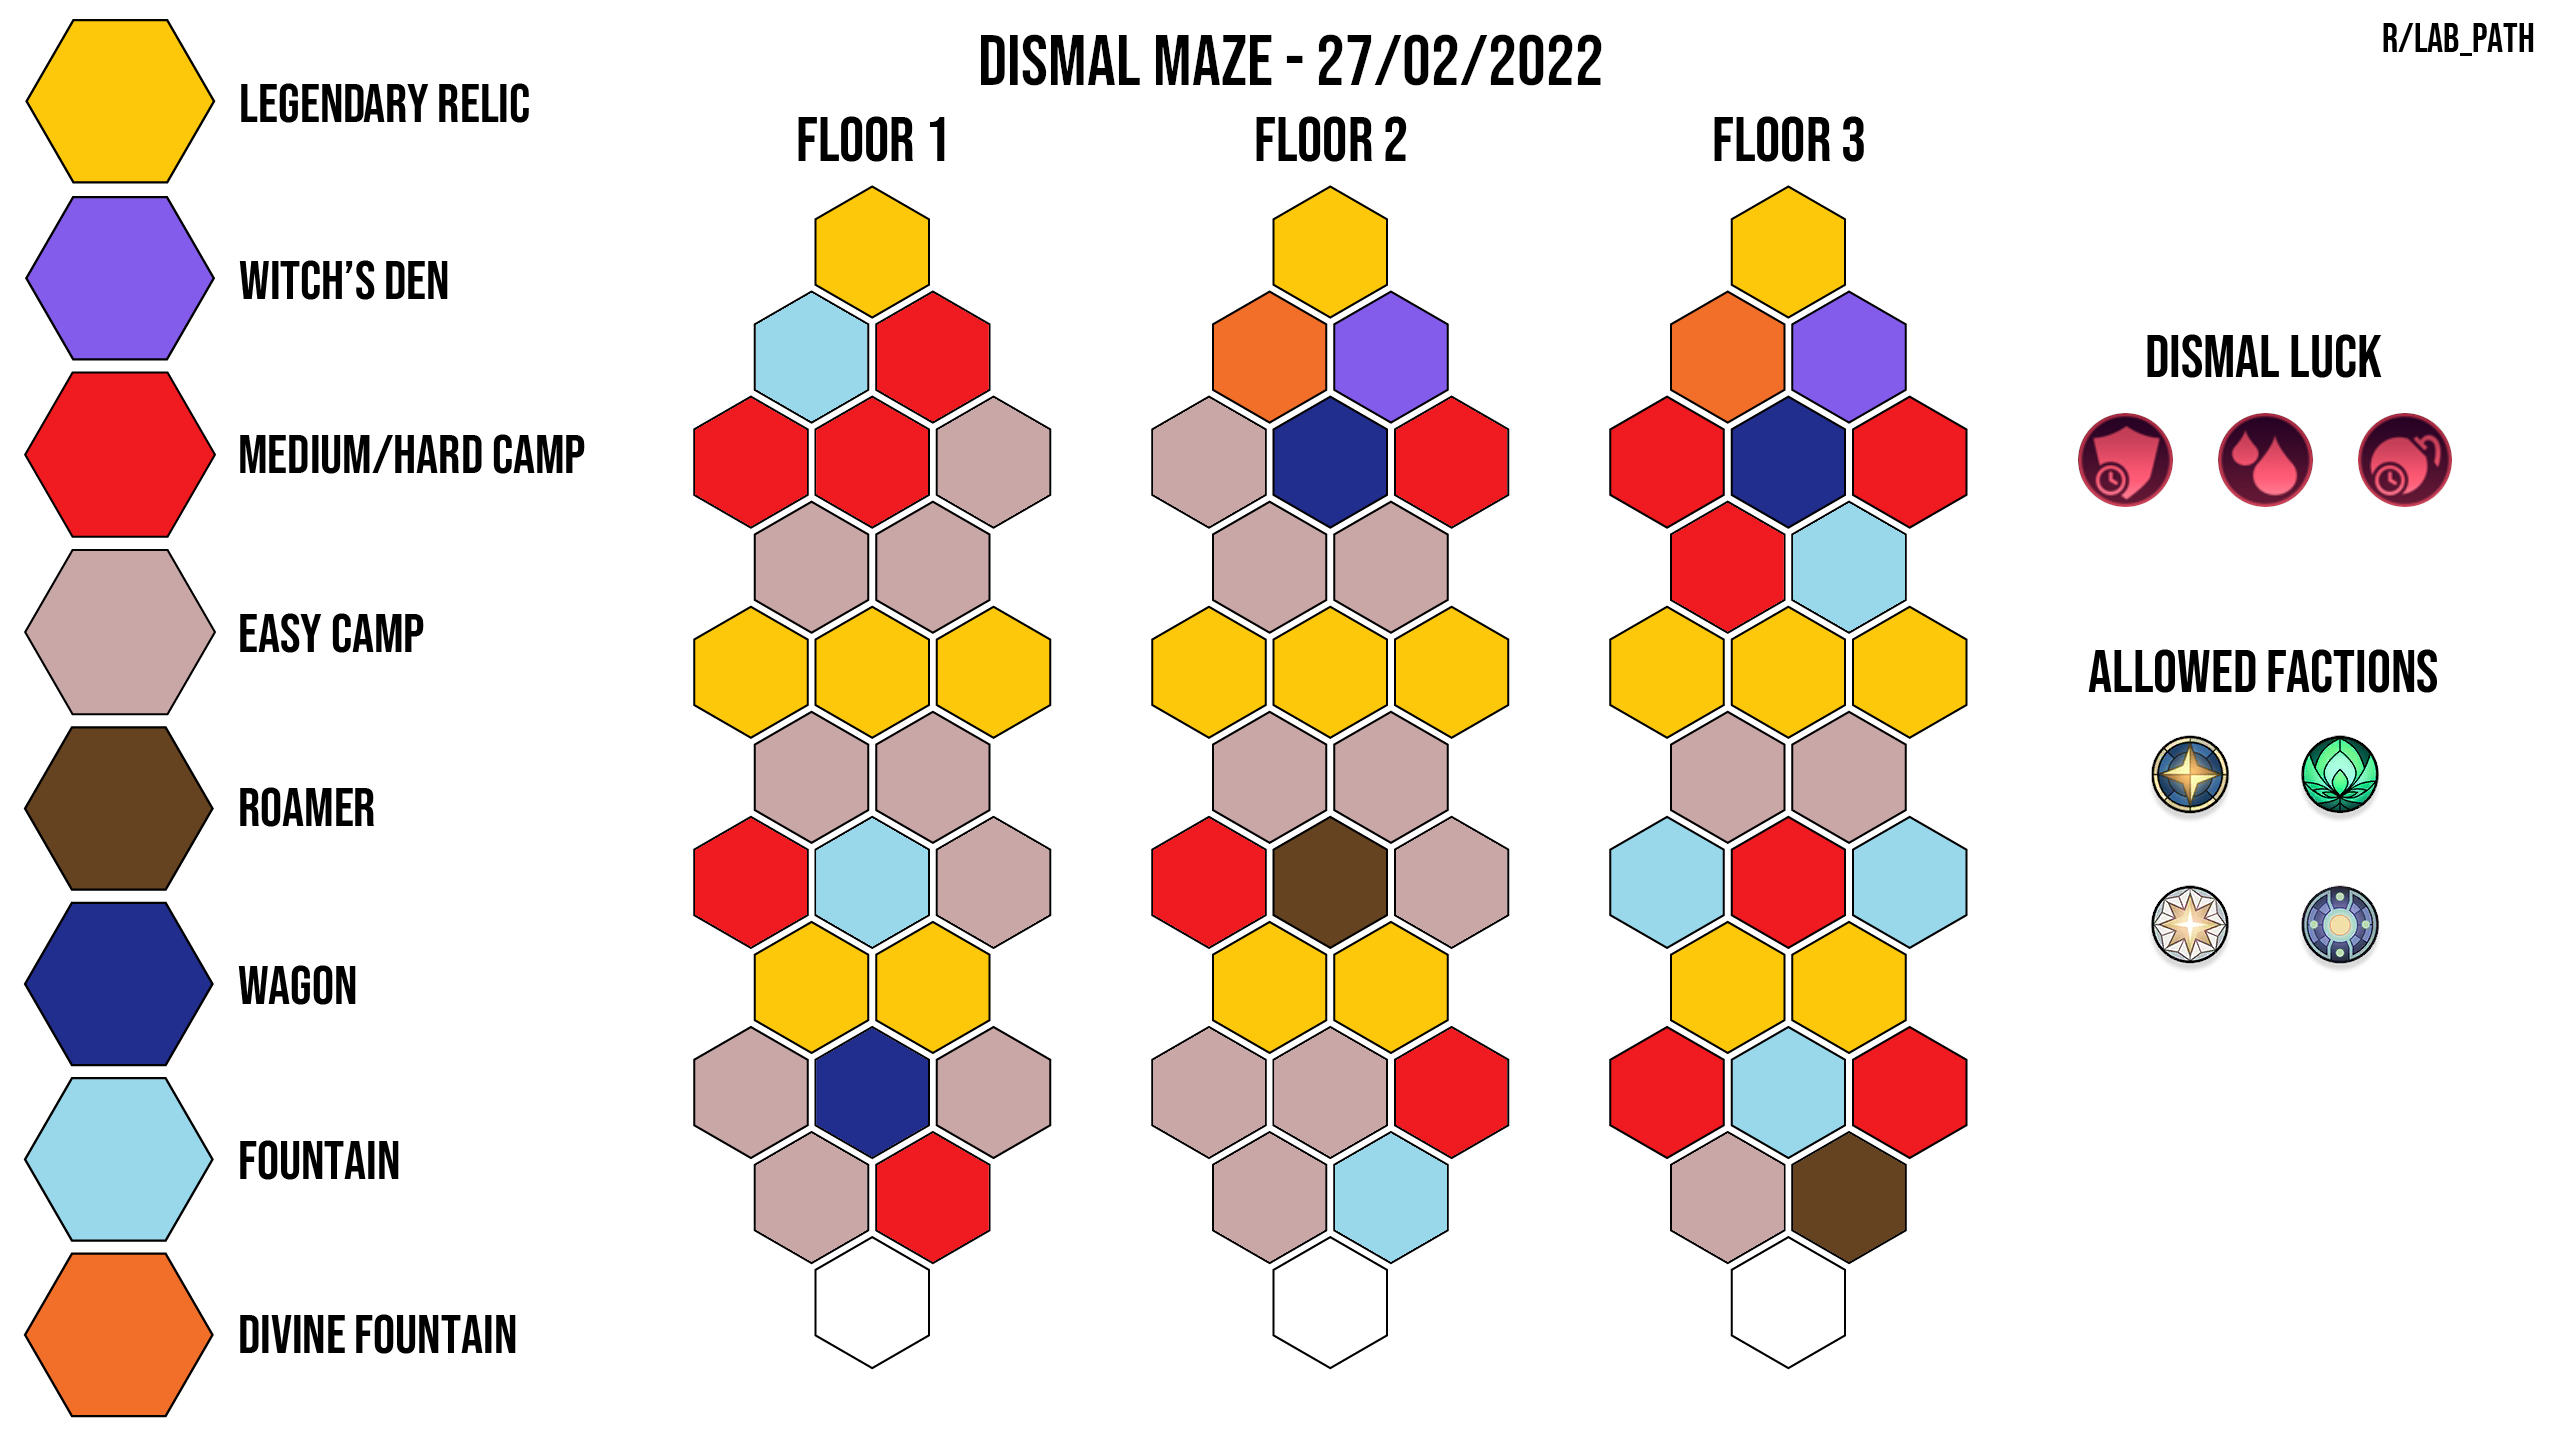 DISMAL MAZE - 27/02/2022
R/LAB_PATH
LEGENDARY RELIC
WITCH'S DEN
MEDIUM/HARD CAMP
EASY CAMP
ROAMER
WAGON
FOUNTAIN
DIVINE FOUNTAIN
FLOOR 1
FLOOR 2
FLOOR 3
DISMAL LUCK
ALLOWED FACTIONS